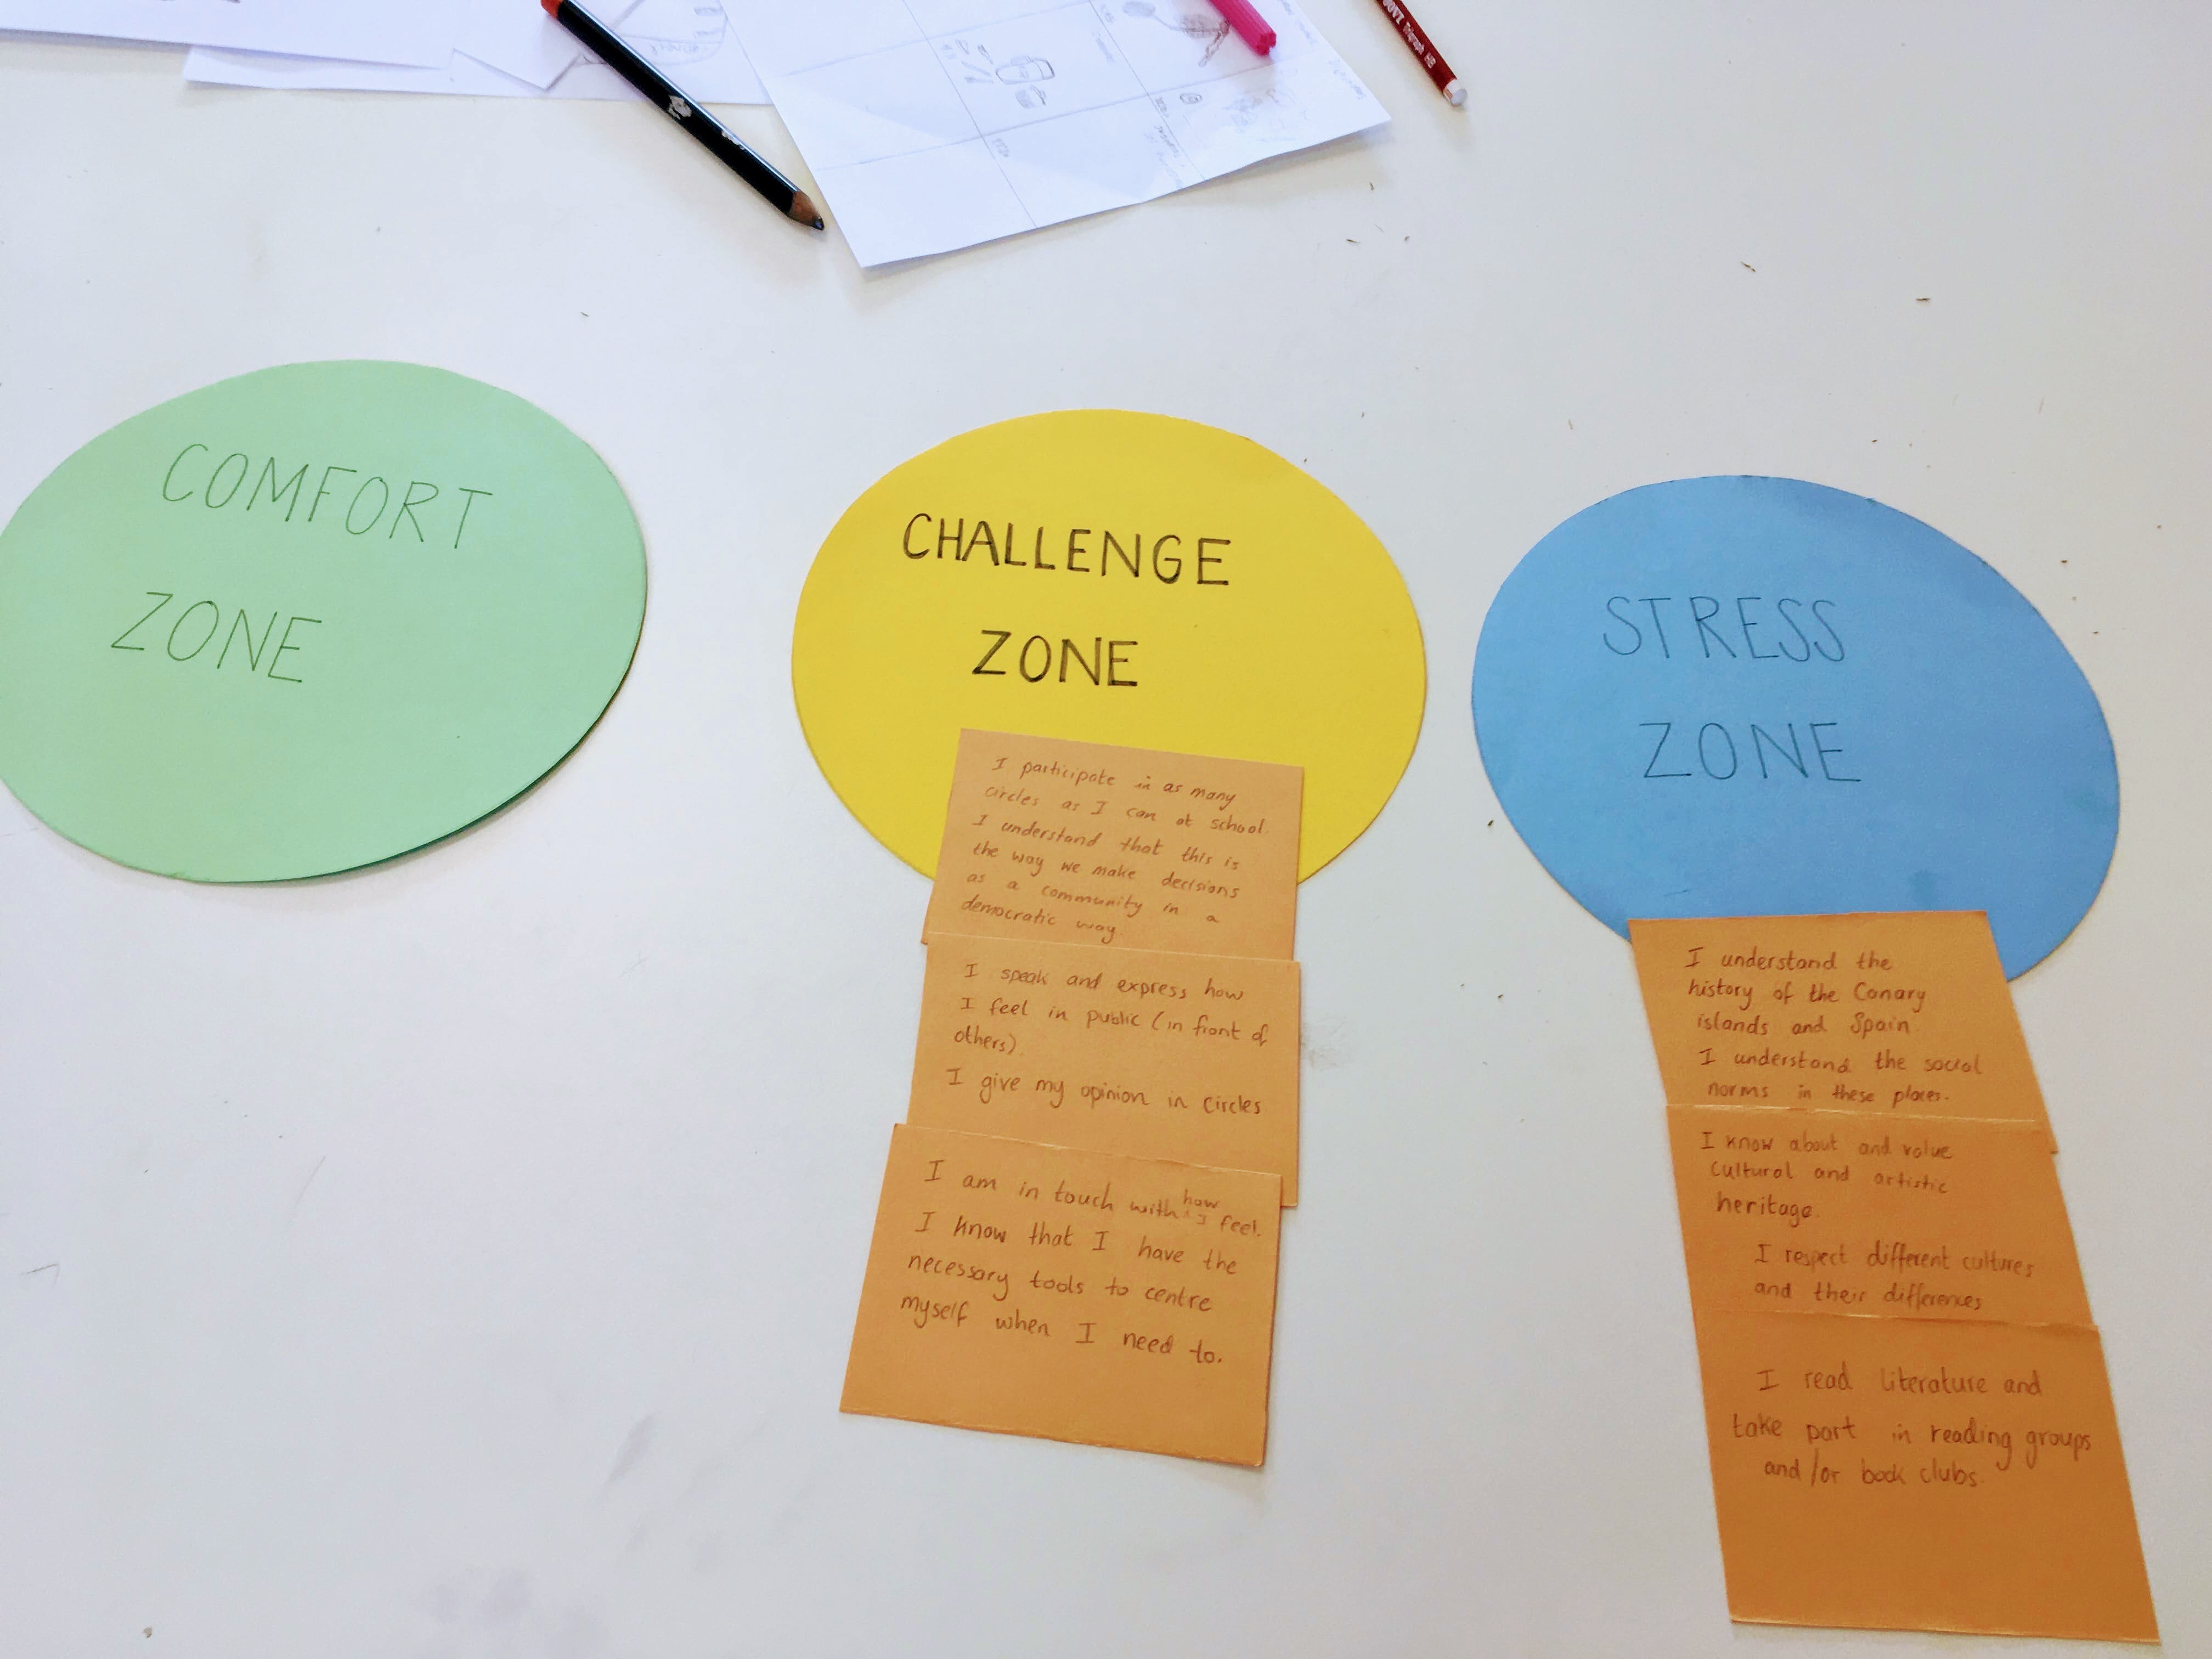 COMFORT
ZONE
CHALLENGE
ZONE
I participate in as many
circles as I can at school.
I understand that this is
the way we make decisions
as a community in a
democratic way.
I speak and express how
I feel in public (in front of
others).
I give my opinion in circles
I am in touch with how I feel.
I know that I have the
necessary tools to centre
myself when I need to.
STRESS
ZONE
I understand the
history of the Canary
islands and Spain.
I understand the social
norms in these places.
I know about and value
cultural and artistic
heritage.
I respect different cultures
and their differences
I read literature and
take part in reading groups
and/or book clubs.
HB